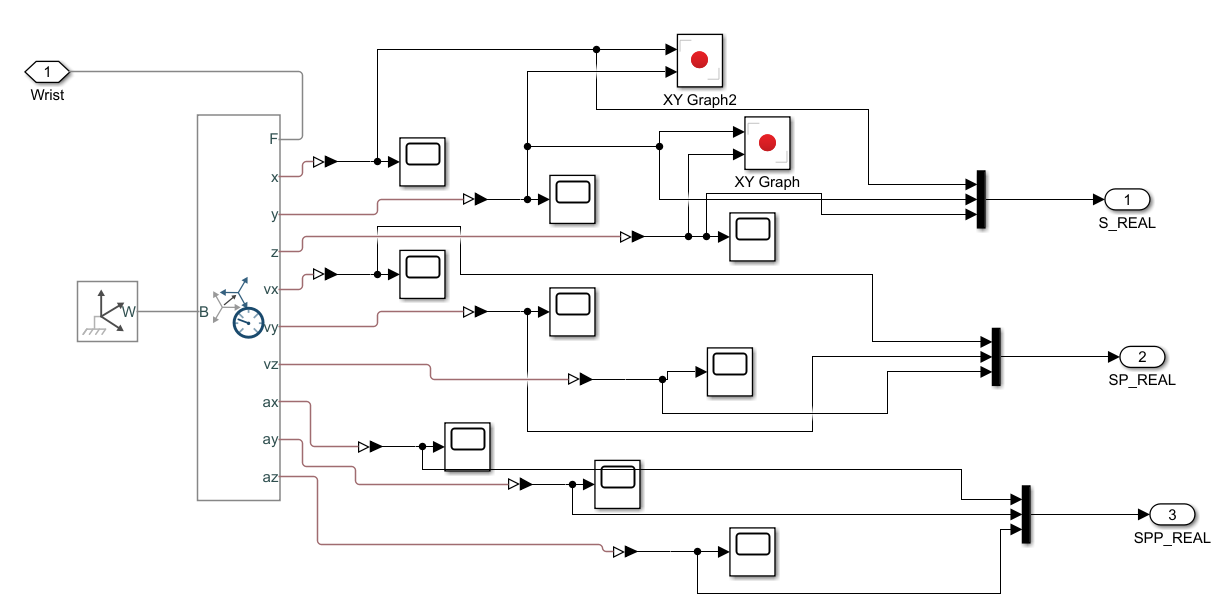 XY Graph2
1
Wrist
F
x
XY Graph
y
1
S_REAL
z
vx
W
B
vy
2
SP_REAL
vz
ax
ay
az
3
SPP_REAL